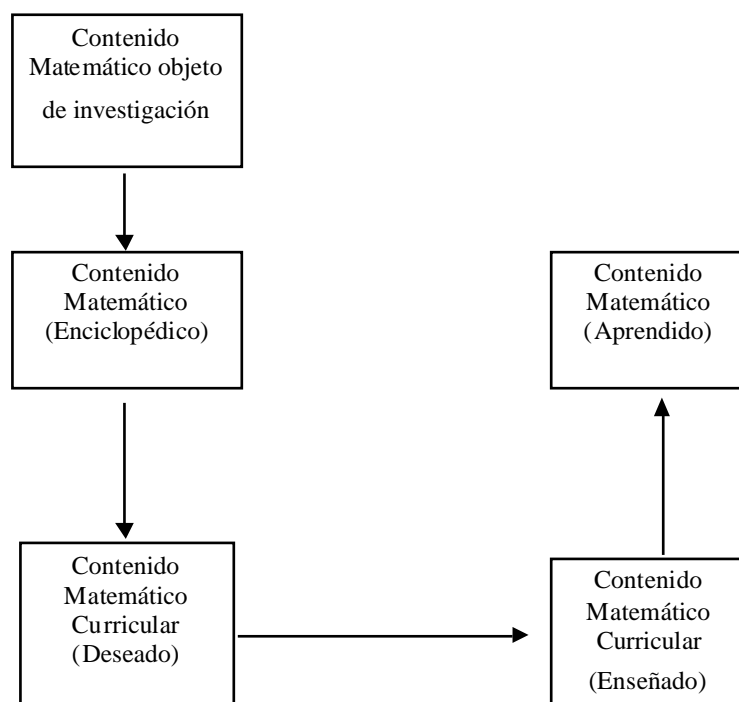 Contenido
Matemático objeto
de investigación
Contenido
Matemático
(Enciclopédico)
Contenido
Matemático
(Aprendido)
Contenido
Matemático
Curricular
(Deseado)
Contenido
Matemático
Curricular
(Enseñado)